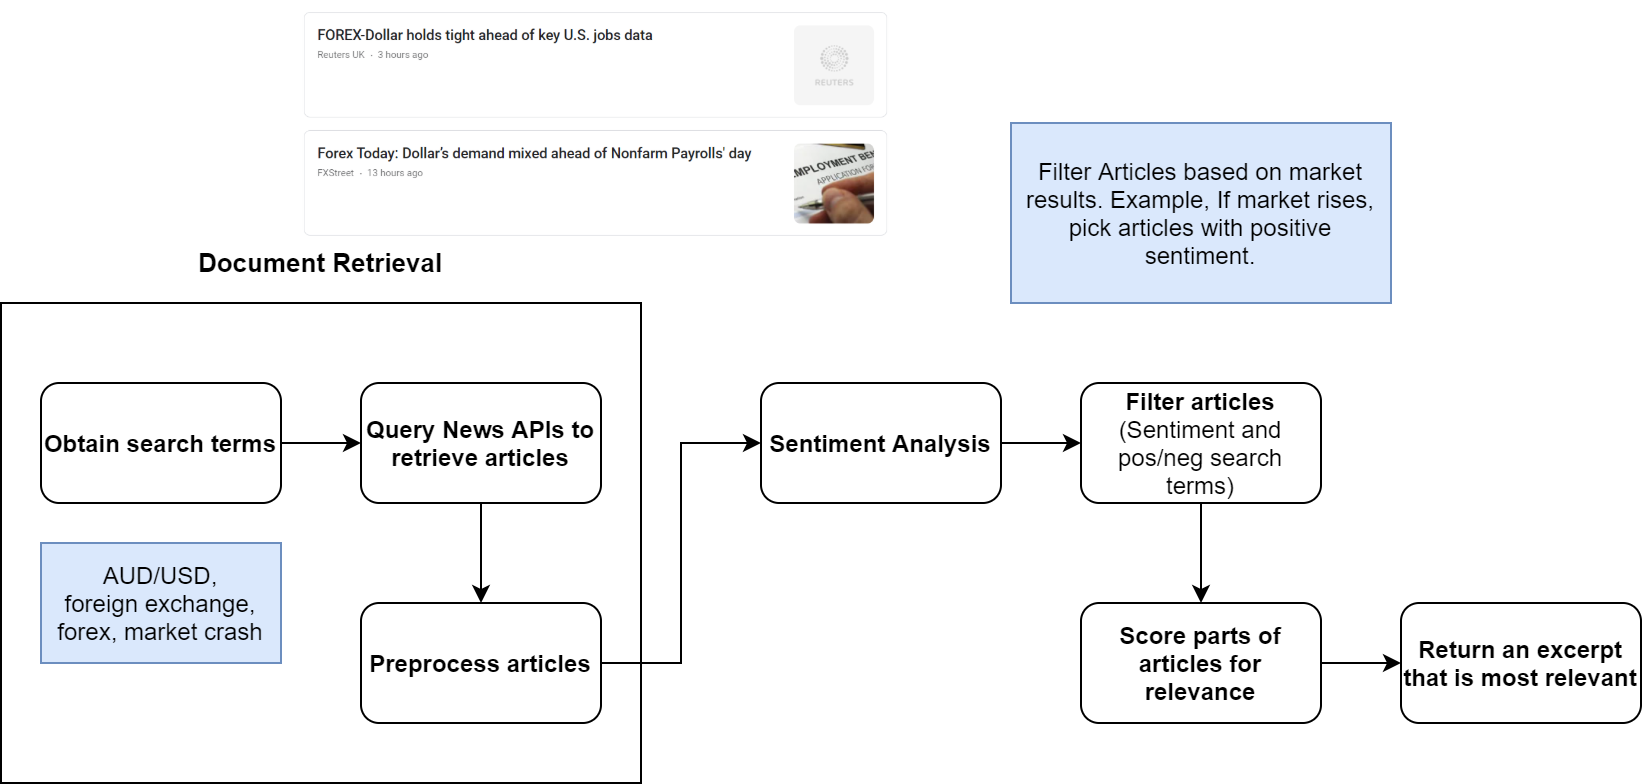 FOREX-Dollar holds tight ahead of key U.S. jobs data
Reuters UK · 3 hours ago
REUTERS
Forex Today: Dollar's demand mixed ahead of Nonfarm Payrolls' day
FXStreet · 13 hours ago
EMPLOYMENT BEN
APPLICATION FOR
Filter Articles based on market
results. Example, If market rises,
pick articles with positive
sentiment.
Document Retrieval
Obtain search terms
Query News APIs to
retrieve articles
Sentiment Analysis
Filter articles
(Sentiment and
pos/neg search
terms)
AUD/USD,
foreign exchange,
forex, market crash
Preprocess articles
Score parts of
articles for
relevance
Return an excerpt
that is most relevant